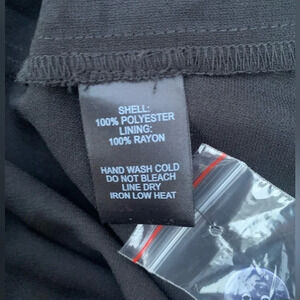 SHELL:
100% POLYESTER
LINING:
100% RAYON
HAND WASH COLD
DO NOT BLEACH
LINE DRY
IRON LOW HEAT